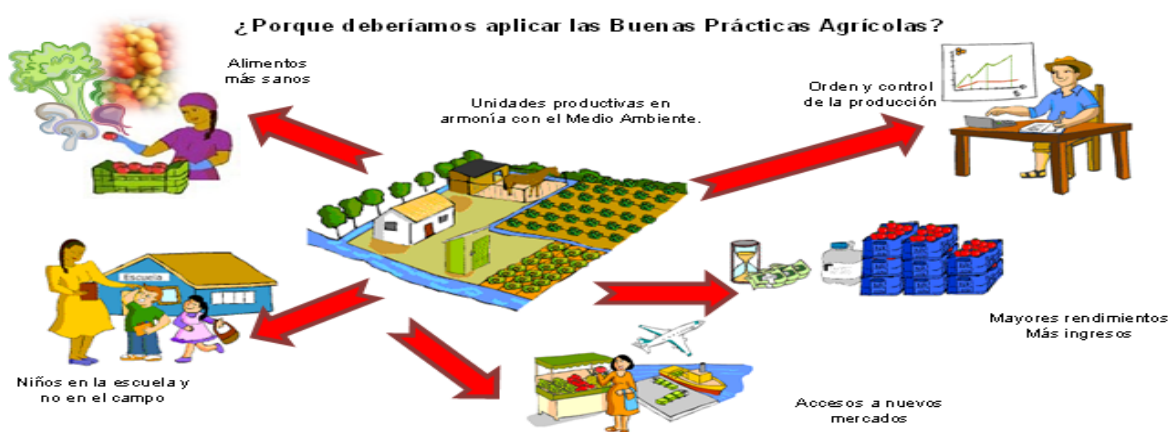 ¿Porque deberíamos aplicar las Buenas Prácticas Agrícolas?
Alimentos
más sanos
Unidades productivas en
armonía con el Medio Ambiente.
Orden y control
de la producción
Escuela
Niños en la escuela y
no en el campo
Mayores rendimientos
Más ingresos
Accesos a nuevos
mercados